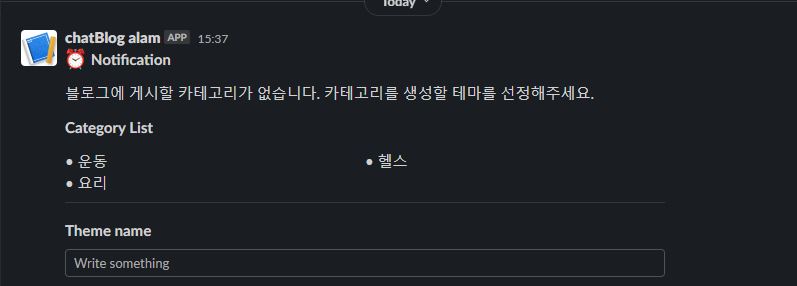 Today
chatBlog alam APP 15:37
⏰ Notification
블로그에 게시할 카테고리가 없습니다. 카테고리를 생성할 테마를 선정해주세요.
Category List
• 운동 • 헬스
• 요리
Theme name
Write something